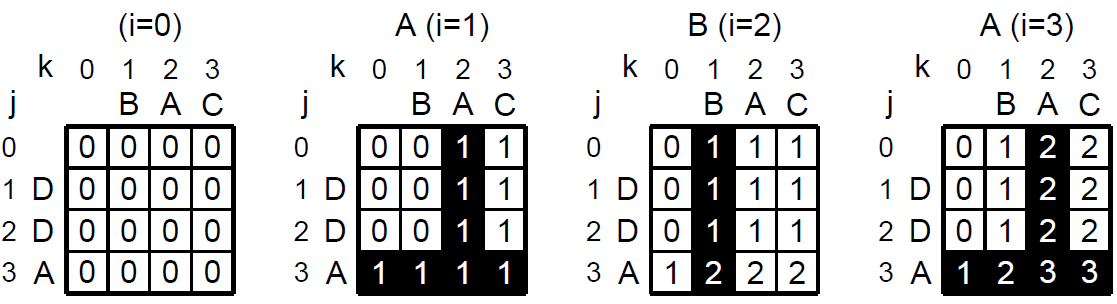 (i=0) A (i=1) B (i=2) A (i=3)
k 0 1 2 3 k 0 1 2 3 k 0 1 2 3 k 0 1 2 3
j B A C j B A C j B A C j B A C
0 0 0 0 0 0 0 0 1 1 0 0 1 1 1 0 0 1 2 2
1 D 0 0 0 0 1 D 0 0 1 1 1 D 0 1 1 1 1 D 0 1 2 2
2 D 0 0 0 0 2 D 0 0 1 1 2 D 0 1 1 1 2 D 0 1 2 2
3 A 0 0 0 0 3 A 1 1 1 1 3 A 1 2 2 2 3 A 1 2 3 3